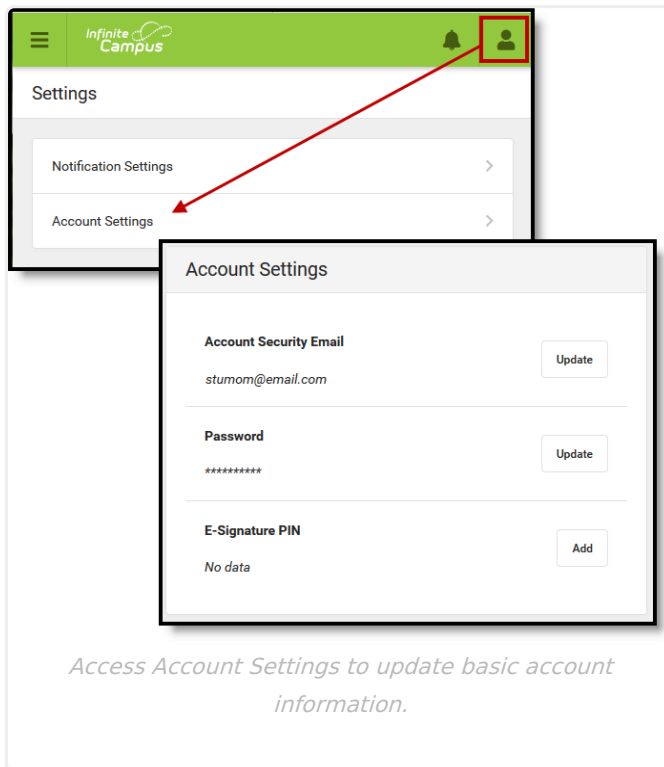 Infinite
Campus
Settings
Notification Settings
Account Settings
Account Settings
Account Security Email
stumom@email.com
Update
Password
**********
Update
E-Signature PIN
No data
Add
Access Account Settings to update basic account
information.